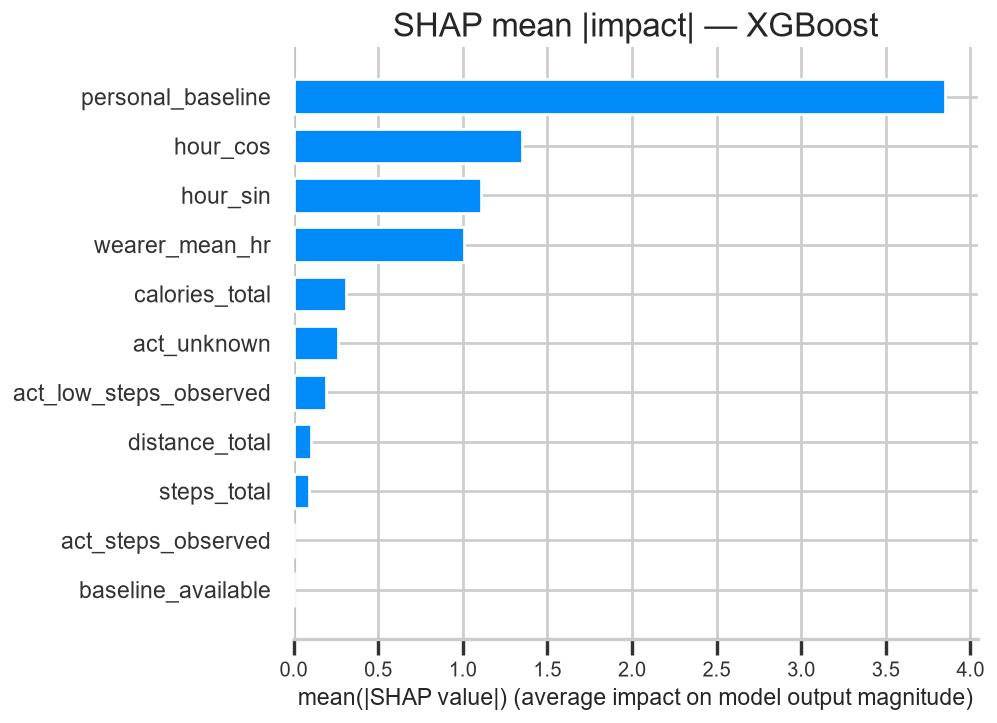 SHAP mean |impact| — XGBoost
personal_baseline
hour_cos
hour_sin
wearer_mean_hr
calories_total
act_unknown
act_low_steps_observed
distance_total
steps_total
act_steps_observed
baseline_available
0.0 0.5 1.0 1.5 2.0 2.5 3.0 3.5 4.0
mean(|SHAP value|) (average impact on model output magnitude)